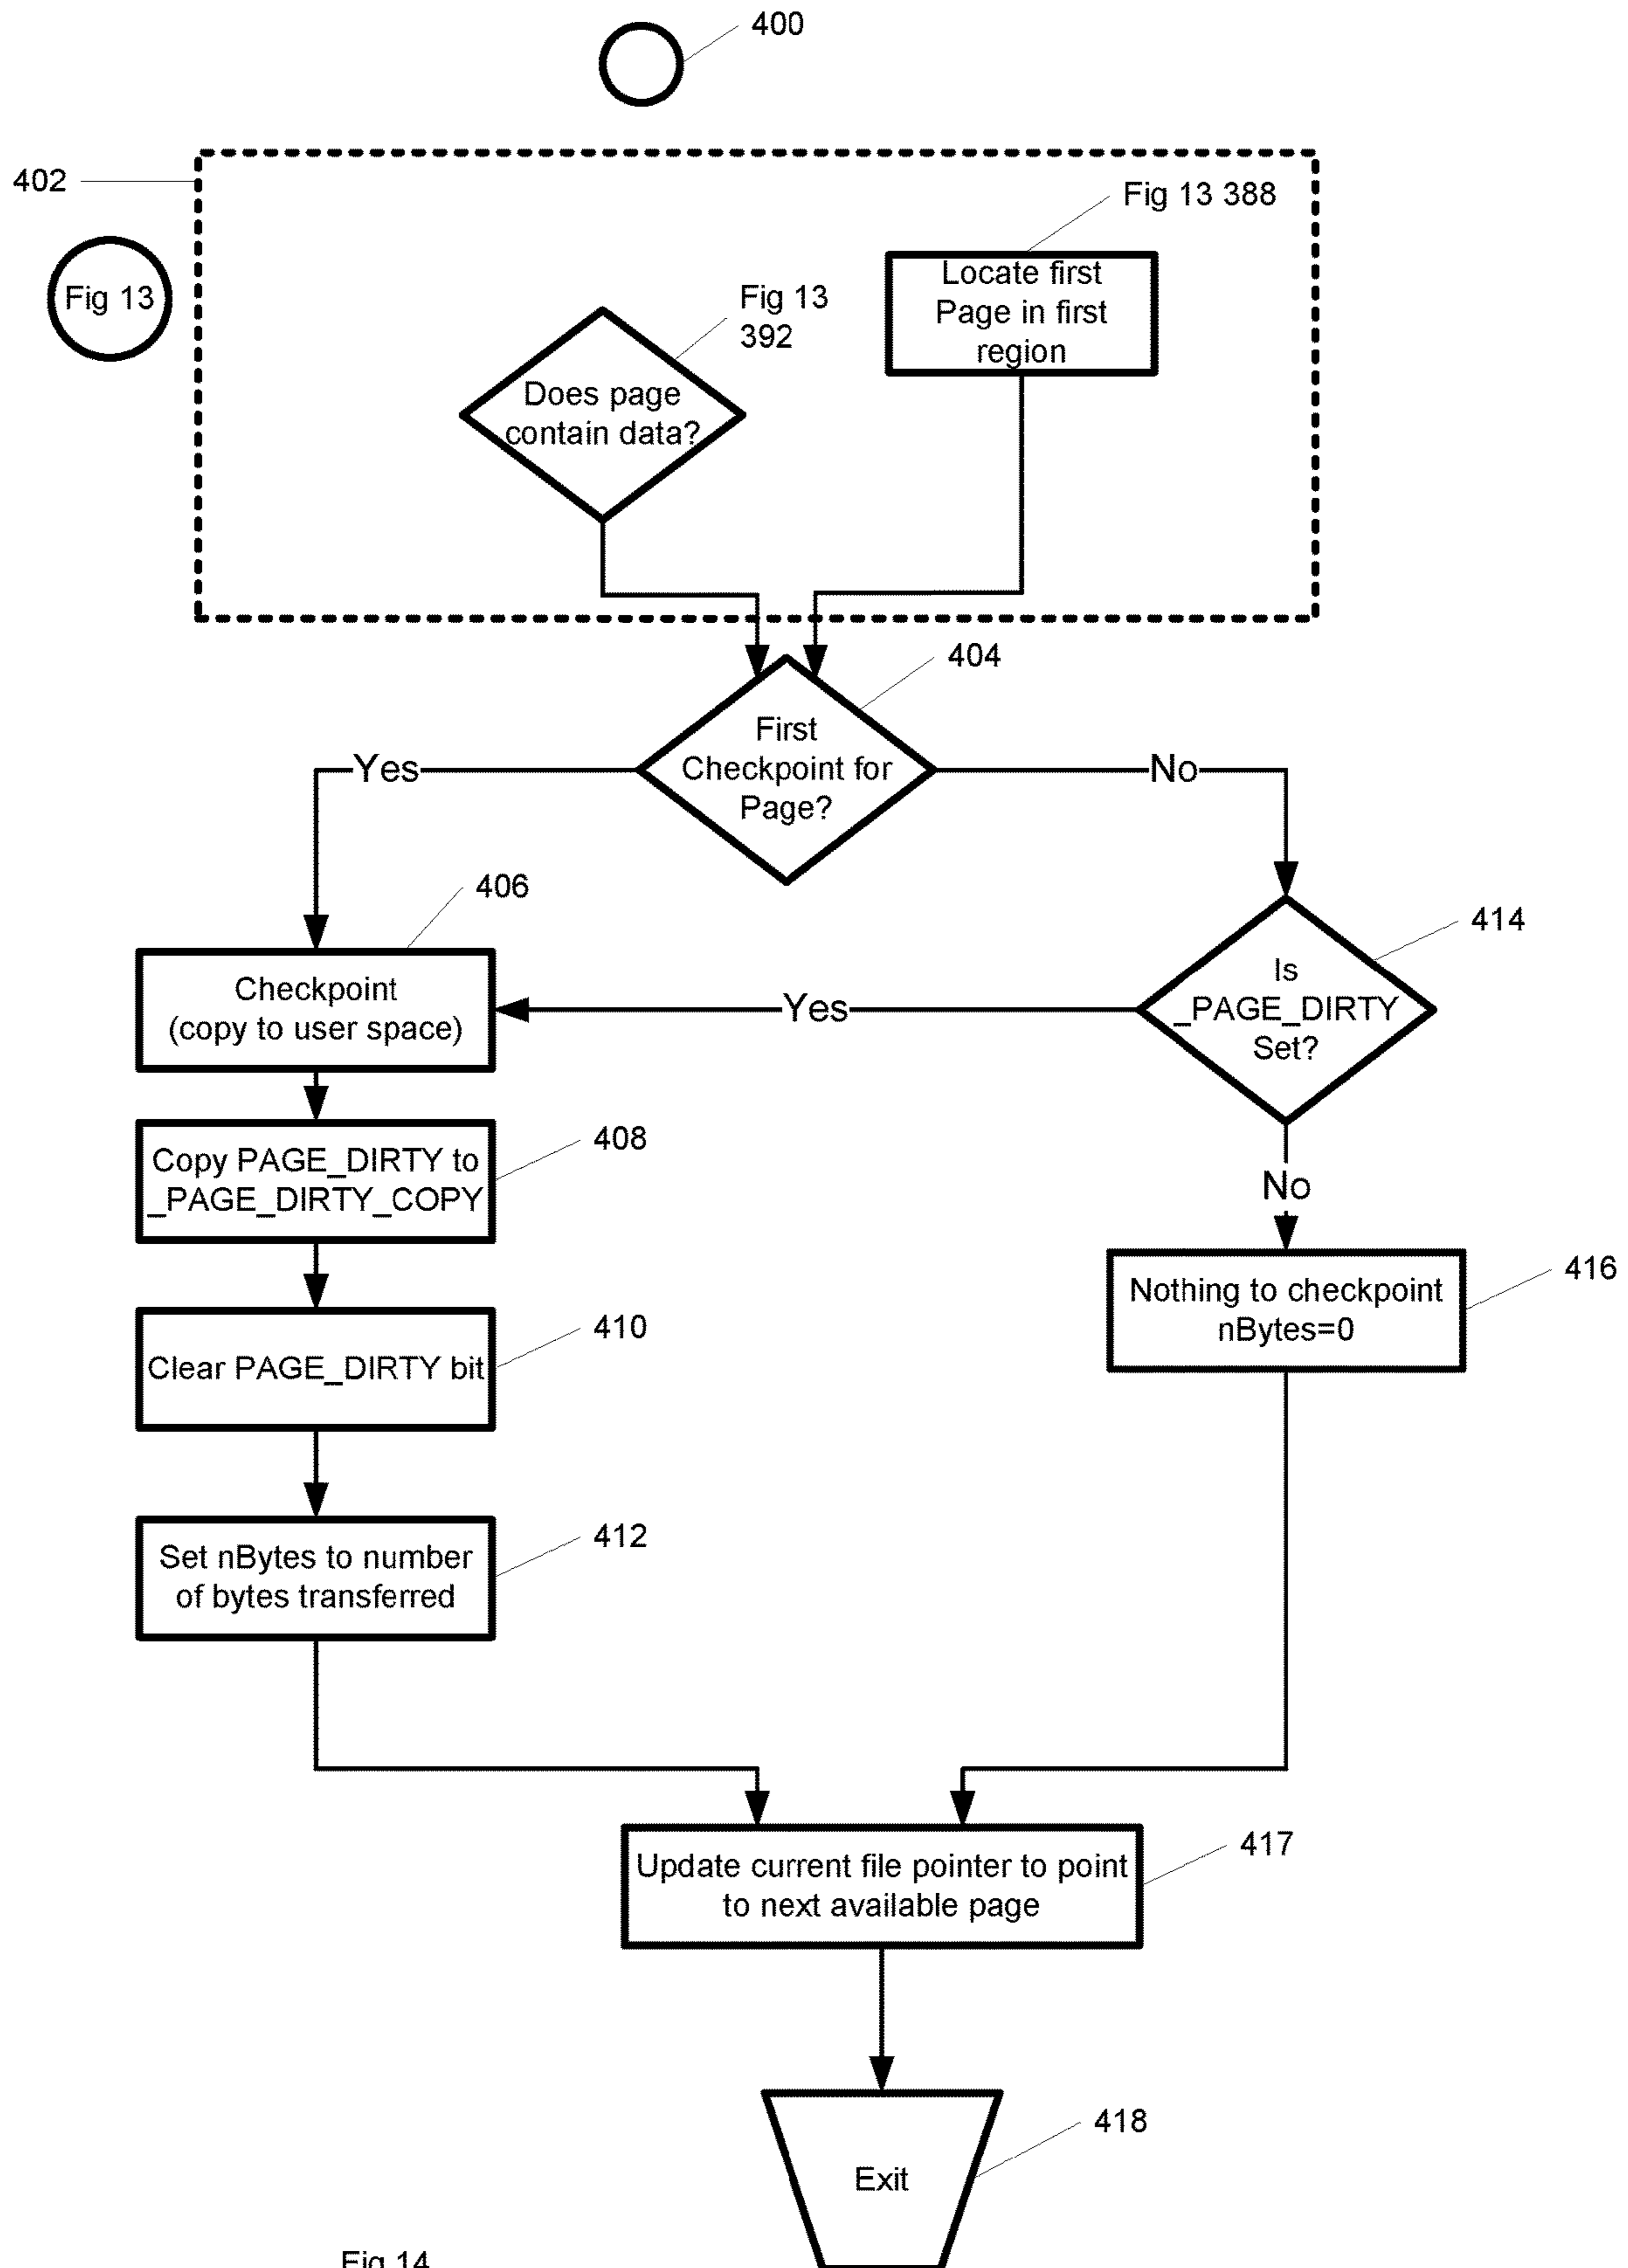 400
402
Fig 13 388
Locate first
Page in first
region
Fig 13
Fig 13
392
Does page
contain data?
404
First
Checkpoint for
Page?
Yes
No
406
414
Checkpoint
(copy to user space)
Yes
Is
_PAGE_DIRTY
Set?
408
Copy PAGE_DIRTY to
_PAGE_DIRTY_COPY
No
416
Nothing to checkpoint
nBytes=0
410
Clear PAGE_DIRTY bit
412
Set nBytes to number
of bytes transferred
417
Update current file pointer to point
to next available page
418
Exit
Fig 14